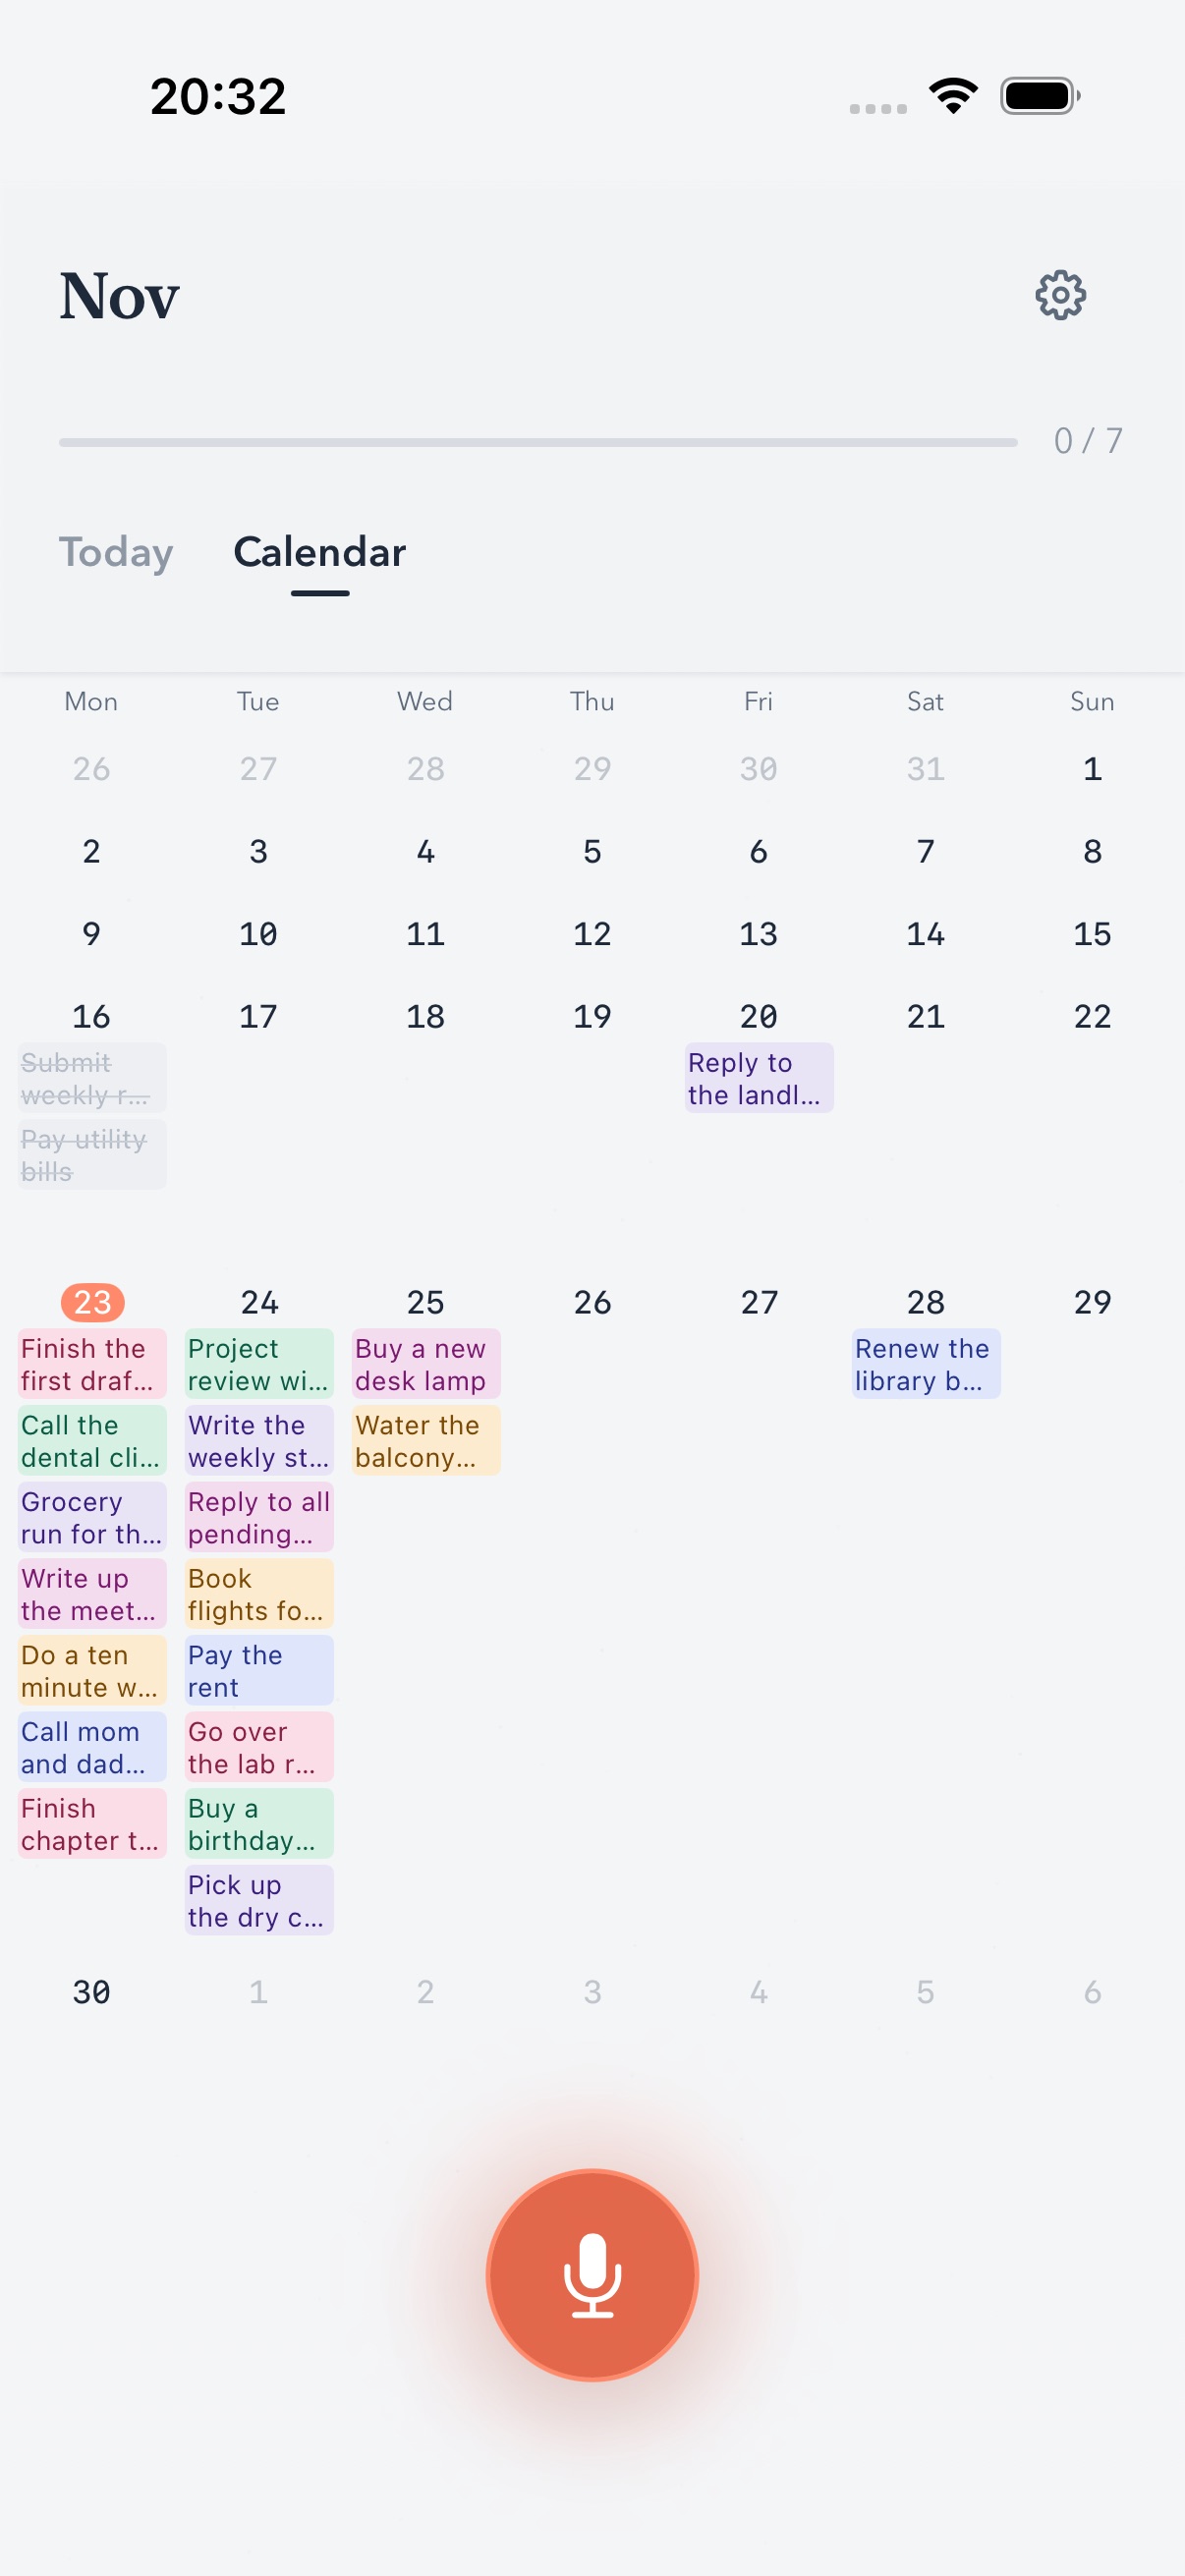 20:32
Nov
0 / 7
Today Calendar
Mon Tue Wed Thu Fri Sat Sun
26 27 28 29 30 31 1
2 3 4 5 6 7 8
9 10 11 12 13 14 15
16 17 18 19 20 21 22
Submit
weekly r...
Pay utility
bills
Reply to
the landl...
23 24 25 26 27 28 29
Finish the
first draf...
Call the
dental cli...
Grocery
run for th...
Write up
the meet...
Do a ten
minute w...
Call mom
and dad...
Finish
chapter t...
Project
review wi...
Write the
weekly st...
Reply to all
pending...
Book
flights fo...
Pay the
rent
Go over
the lab r...
Buy a
birthday...
Pick up
the dry c...
Buy a new
desk lamp
Water the
balcony...
Renew the
library b...
30 1 2 3 4 5 6